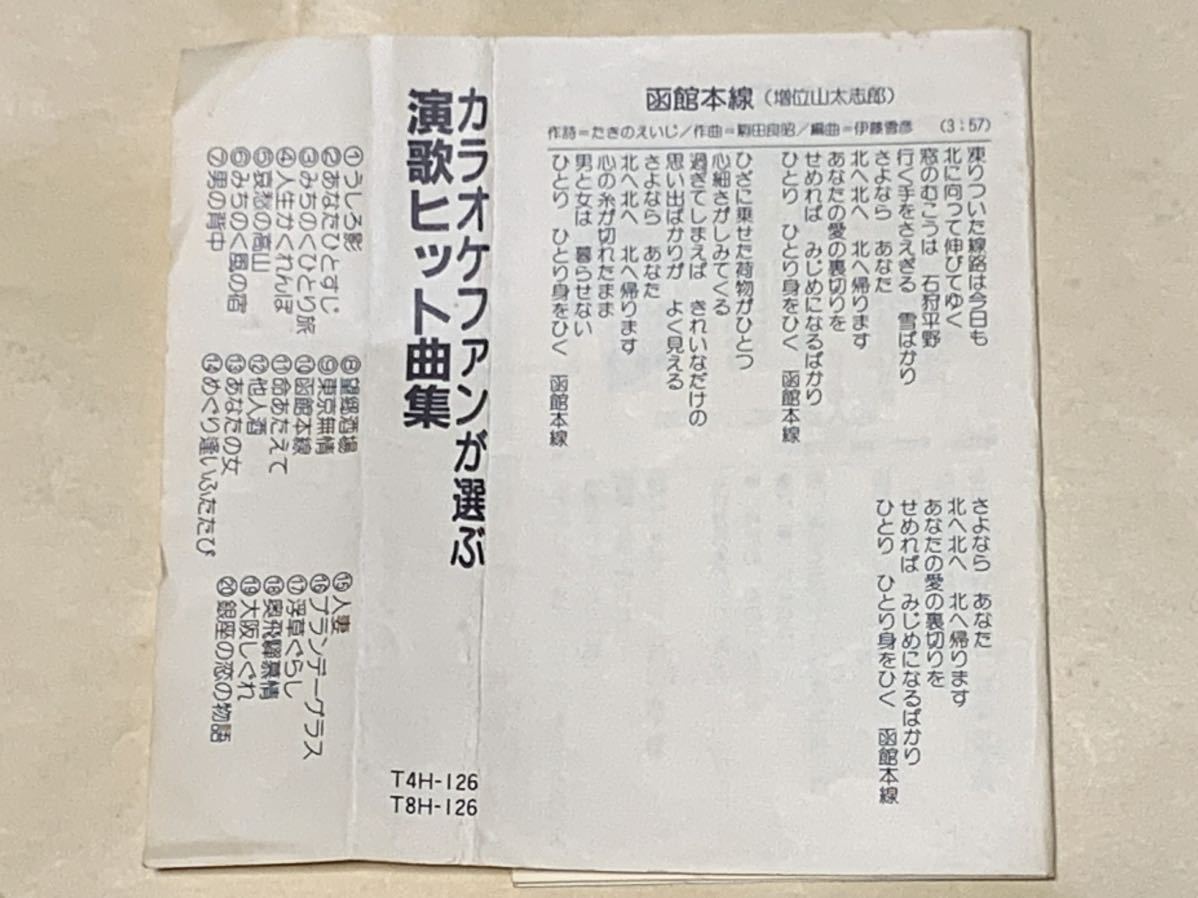 函館本線(増位山太志郎)
作詩=たきのえいじ/作曲=駒田良昭/編曲=伊藤雪彦 (3:57)
凍りついた線路は今日も
北に向って伸びてゆく
窓のむこうは 石狩平野
行く手をさえぎる 雪ばかり
さよなら あなた
北へ北へ 北へ帰ります
あなたの愛の裏切りを
せめれば みじめになるばかり
ひとり ひとり身をひく 函館本線
ひざに乗せた荷物がひとつ
心細さがしみてくる
過ぎてしまえば きれいなだけの
思い出ばかりが よく見える
さよなら あなた
北へ北へ 北へ帰ります
心の糸が切れたまま
男と女は 暮らせない
ひとり ひとり身をひく 函館本線
さよなら あなた
北へ北へ 北へ帰ります
あなたの愛の裏切りを
せめれば みじめになるばかり
ひとり ひとり身をひく 函館本線
カラオケファンが選ぶ
演歌ヒット曲集
T4H-126
T8H-126
①うしろ影
②あなたひとすじ
③みちのくひとり旅
④人生かくれんぼ
⑤哀愁の高山
⑥みちのく風の宿
⑦男の背中
⑧望郷酒場
⑨東京無情
⑩函館本線
⑪命あたえて
⑫他人酒
⑬あなたの女
⑭めぐり逢いふたたび
⑮人妻
⑯ブランデーグラス
⑰浮草ぐらし
⑱奥飛騨慕情
⑲大阪しぐれ
⑳銀座の恋の物語